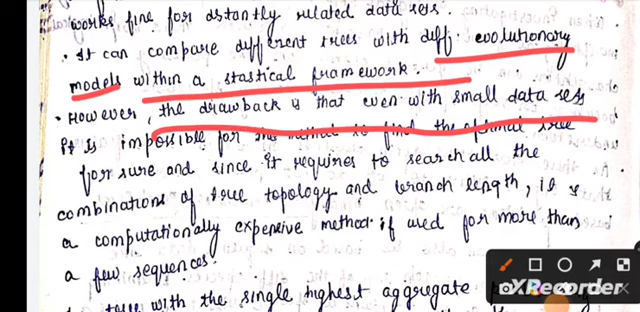 works fine for distantly related data sets.
• It can compare different trees with diff. evolutionary
models within a stastical framework.
• However, the drawback is that even with small data sets
it is impossible for the method to find the optimal tree
for sure and since it requires to search all the
combinations of tree topology and branch length, it is
a computationally expensive method if used for more than
a few sequences.
tree with the single highest aggregate